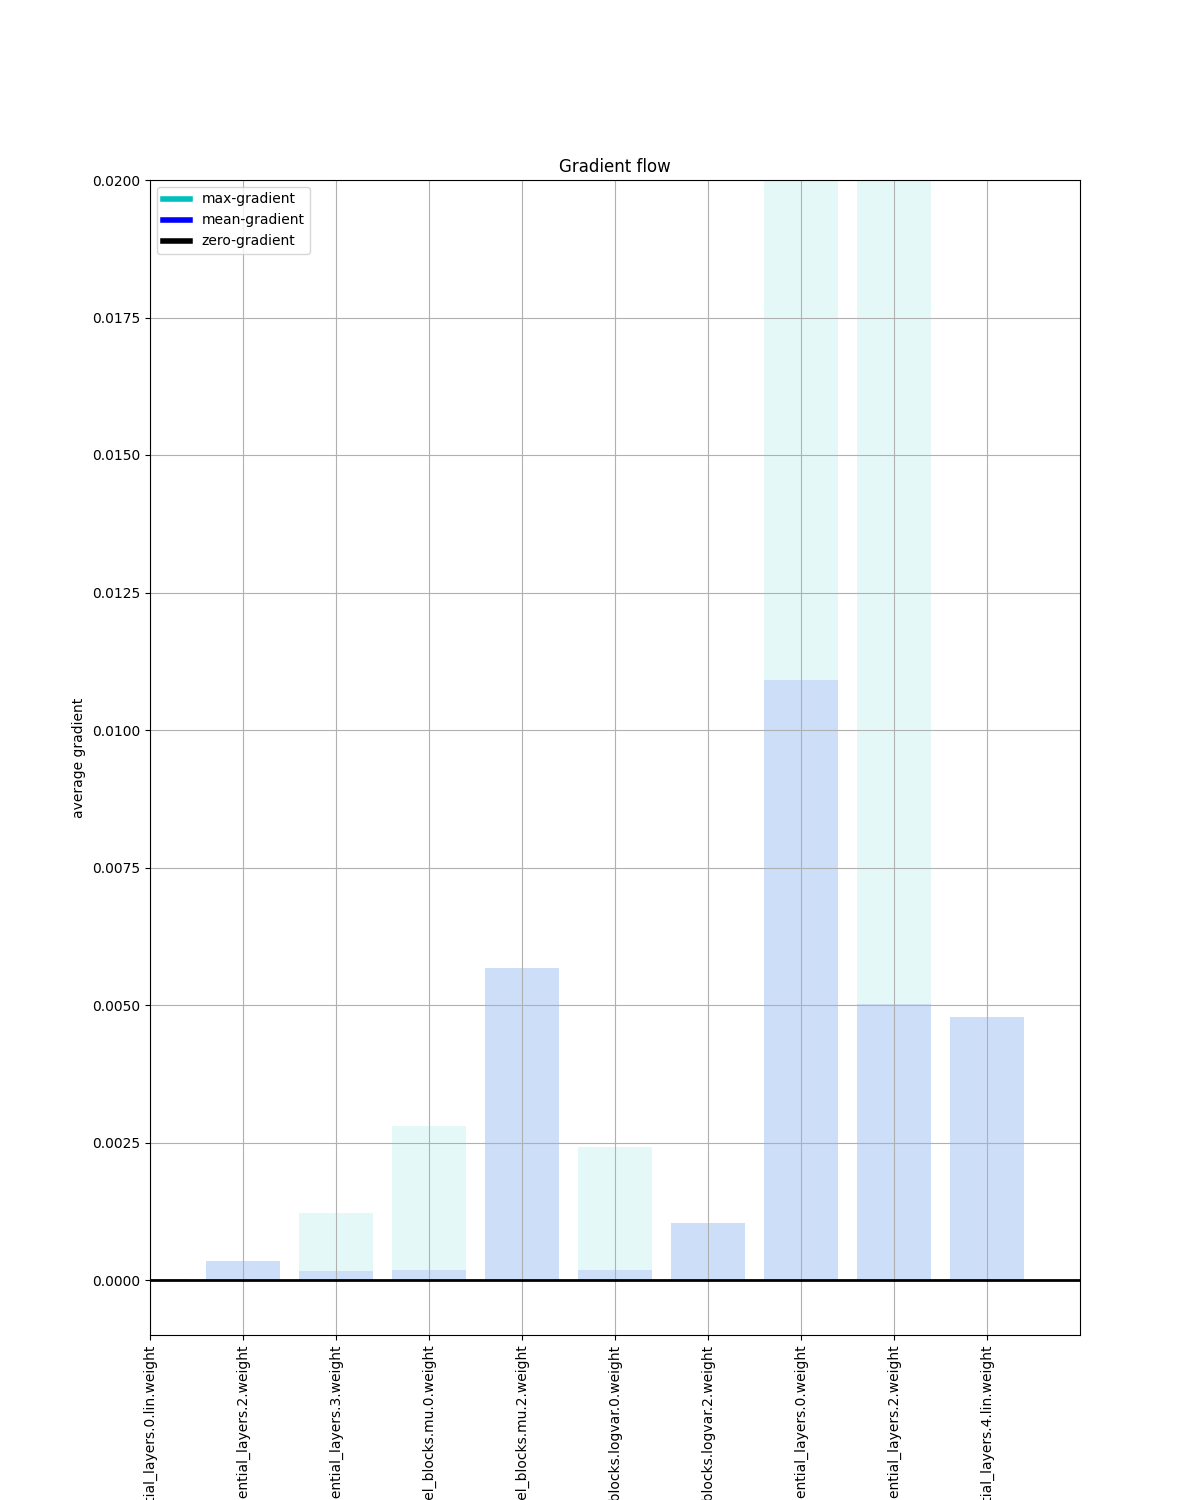 Gradient flow
max-gradient
mean-gradient
zero-gradient
0.0200
0.0175
0.0150
0.0125
0.0100
0.0075
0.0050
0.0025
0.0000
average gradient
tial_layers.0.lin.weight
ential_layers.2.weight
ential_layers.3.weight
el_blocks.mu.0.weight
el_blocks.mu.2.weight
blocks.logvar.0.weight
blocks.logvar.2.weight
ential_layers.0.weight
ential_layers.2.weight
tial_layers.4.lin.weight